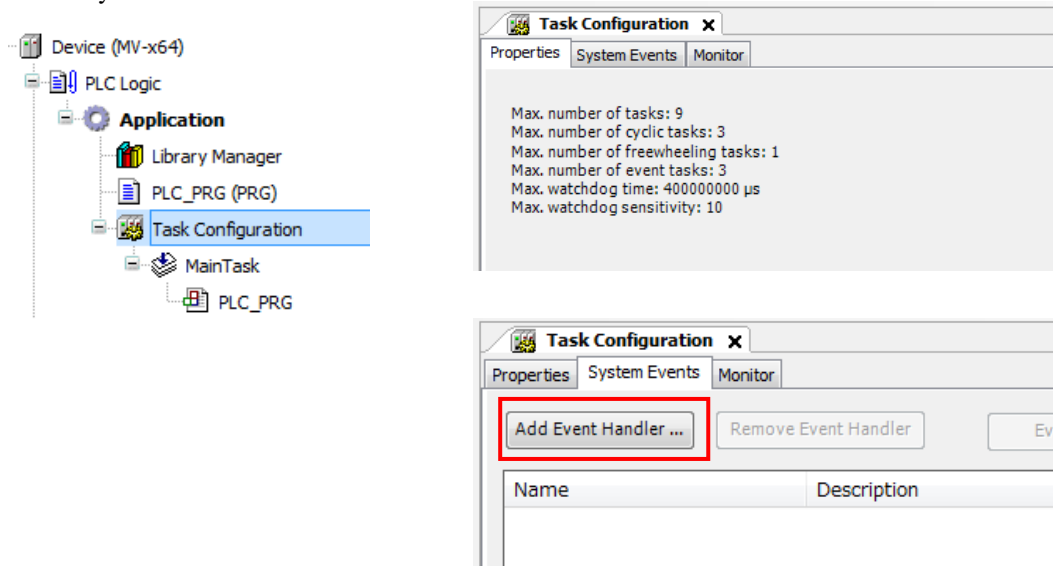 Device (MV-x64)
PLC Logic
Application
Library Manager
PLC_PRG (PRG)
Task Configuration
MainTask
PLC_PRG
Task Configuration
Properties System Events Monitor
Max. number of tasks: 9
Max. number of cyclic tasks: 3
Max. number of freewheeling tasks: 1
Max. number of event tasks: 3
Max. watchdog time: 400000000 µs
Max. watchdog sensitivity: 10
Task Configuration
Properties System Events Monitor
Add Event Handler ... Remove Event Handler Ev
Name Description